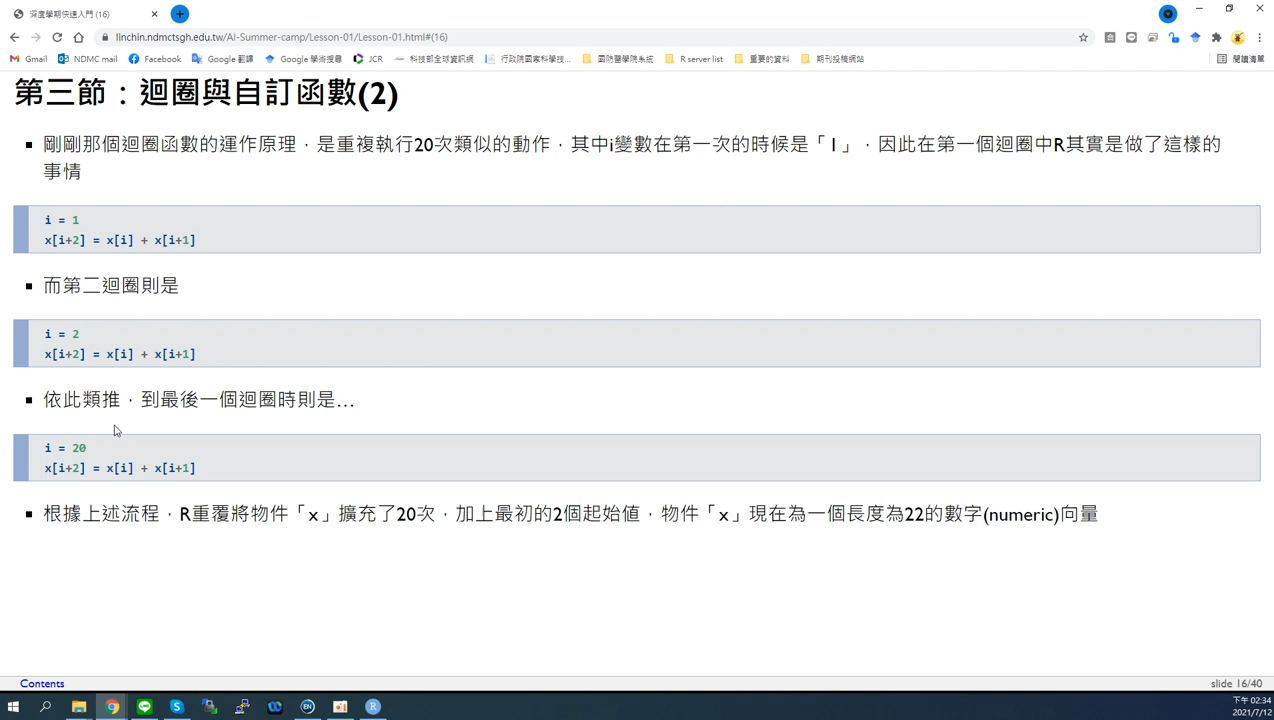 深度學期快速入門 (16)
linchin.ndmctsgh.edu.tw/AI-Summer-camp/Lesson-01/Lesson-01.html#(16)
Gmail NDMC mail Facebook Google 翻譯 Google 學術搜尋 JCR 科技部全球資訊網 行政院國家科學技... 國防醫學院系統 R server list 重要的資料 期刊投稿網站 閱讀清單
第三節：迴圈與自訂函數(2)
剛剛那個迴圈函數的運作原理，是重複執行20次類似的動作，其中i變數在第一次的時候是「1」，因此在第一個迴圈中R其實是做了這樣的
事情
i = 1
x[i+2] = x[i] + x[i+1]
而第二迴圈則是
i = 2
x[i+2] = x[i] + x[i+1]
依此類推，到最後一個迴圈時則是…
i = 20
x[i+2] = x[i] + x[i+1]
根據上述流程，R重覆將物件「x」擴充了20次，加上最初的2個起始值，物件「x」現在為一個長度為22的數字(numeric)向量
Contents
slide 16/40
下午 02:34
2021/7/12